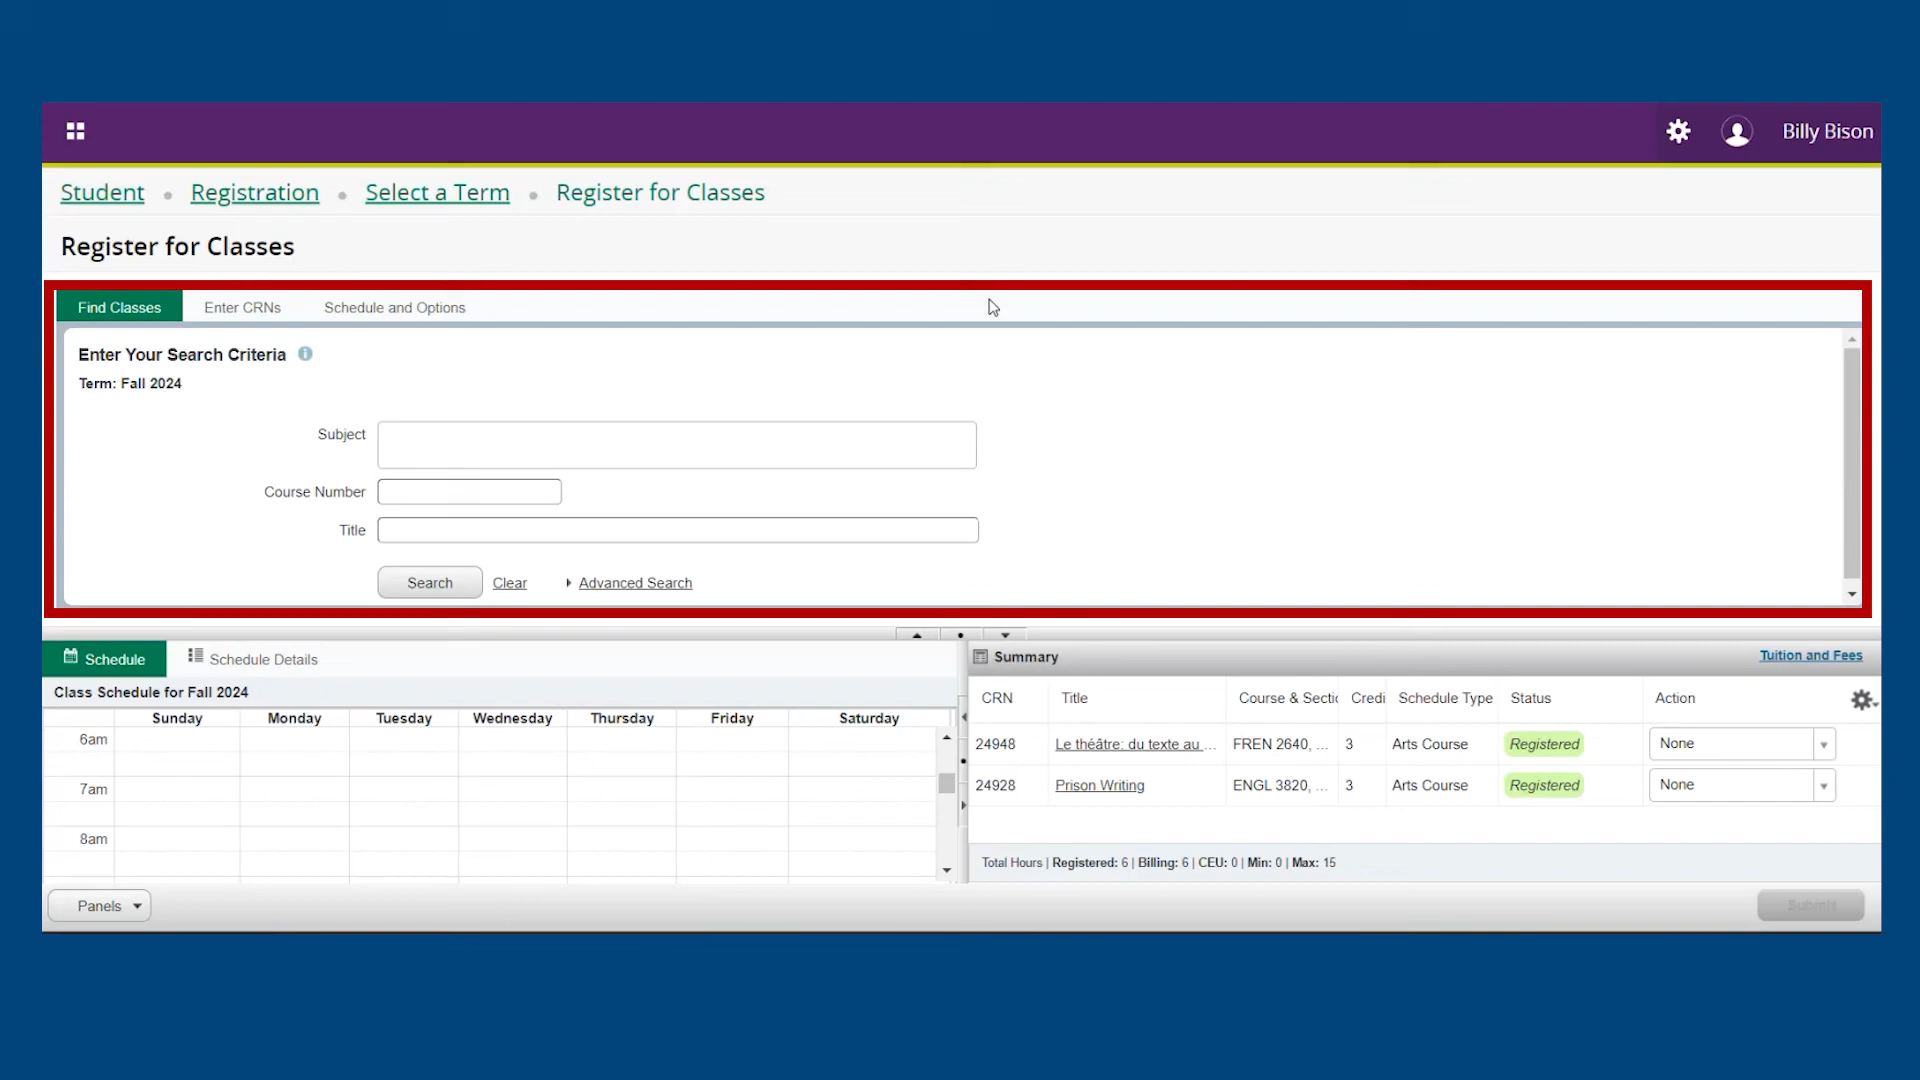 Billy Bison
Student • Registration • Select a Term • Register for Classes
Register for Classes
Find Classes Enter CRNs Schedule and Options
Enter Your Search Criteria
Term: Fall 2024
Subject
Course Number
Title
Search Clear Advanced Search
Schedule Schedule Details
Class Schedule for Fall 2024
Sunday Monday Tuesday Wednesday Thursday Friday Saturday
6am
7am
8am
Summary Tuition and Fees
CRN Title Course & Sectic Credi Schedule Type Status Action
24948 Le théâtre: du texte au ... FREN 2640, ... 3 Arts Course Registered None
24928 Prison Writing ENGL 3820, ... 3 Arts Course Registered None
Total Hours | Registered: 6 | Billing: 6 | CEU: 0 | Min: 0 | Max: 15
Panels Submit